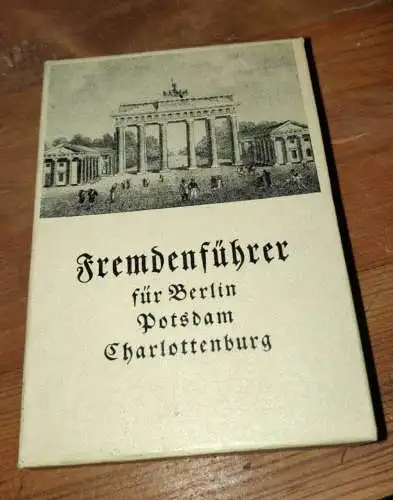 Fremdenführer
für Berlin
Potsdam
Charlottenburg